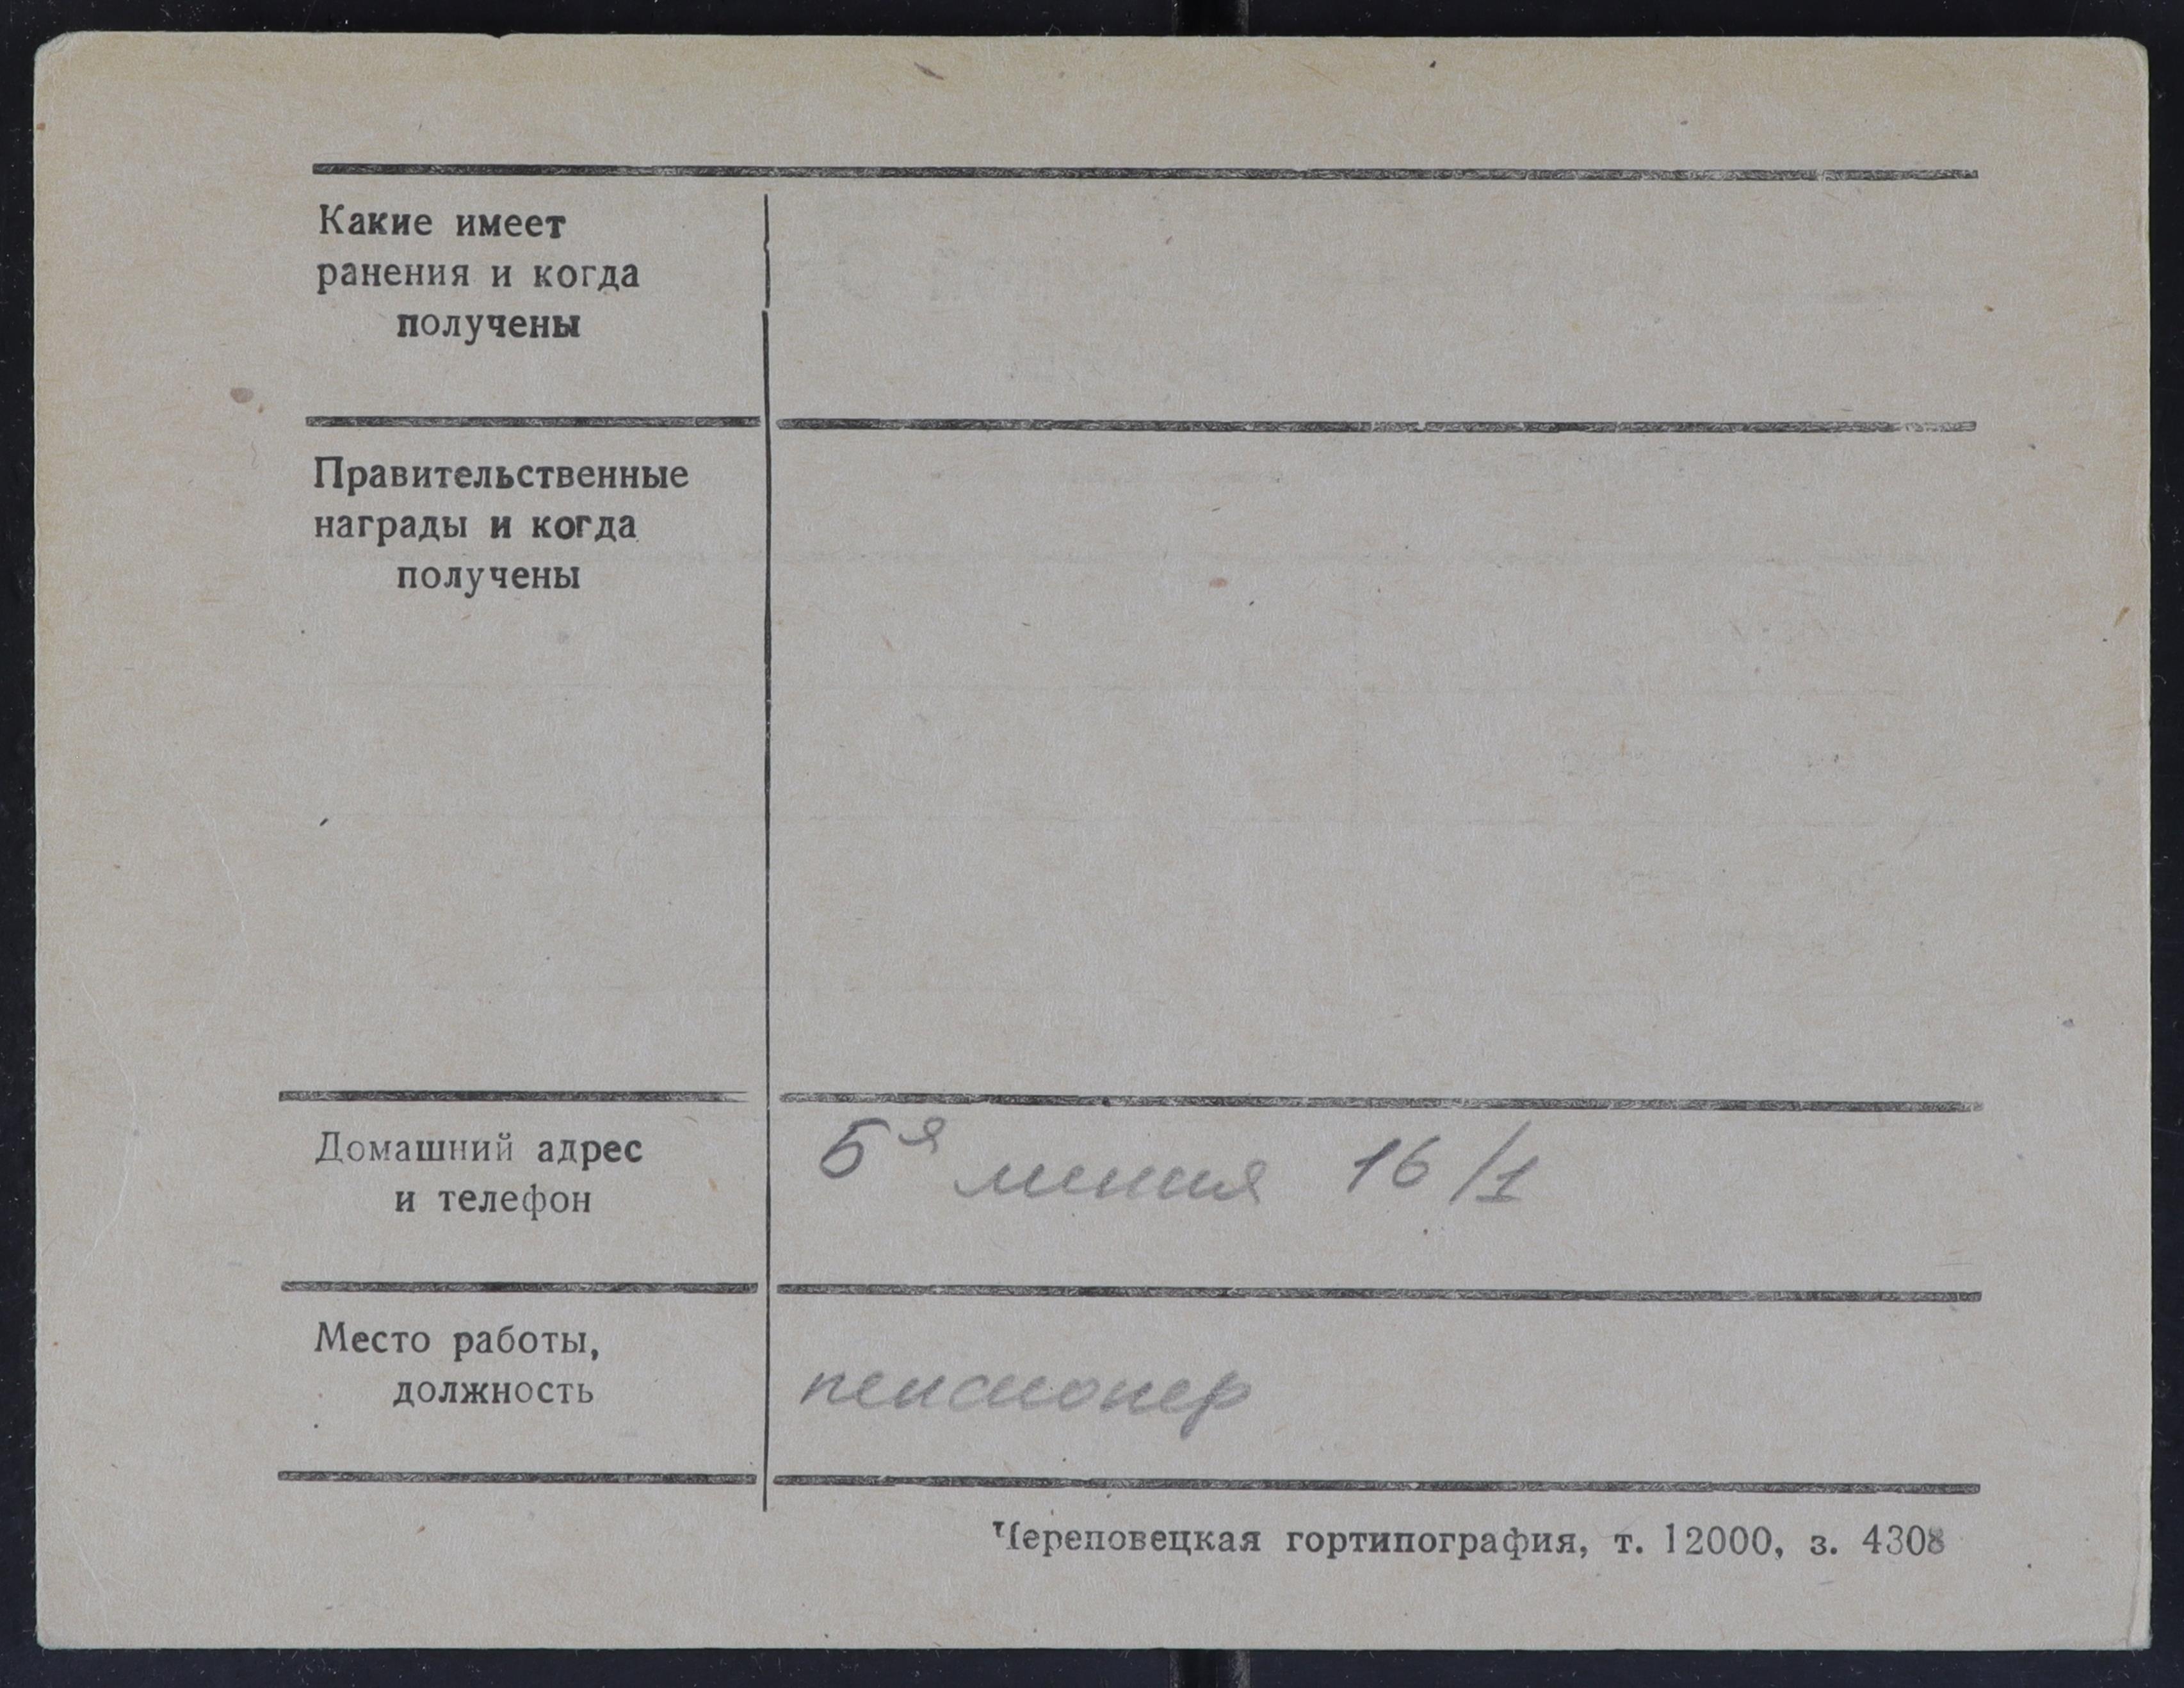 Какие имеет
ранения и когда
получены
Правительственные
награды и когда
получены
Домашний адрес
и телефон
5я линия 16/1
Место работы,
должность
пенсионер
Череповецкая гортипография, т. 12000, з. 4308